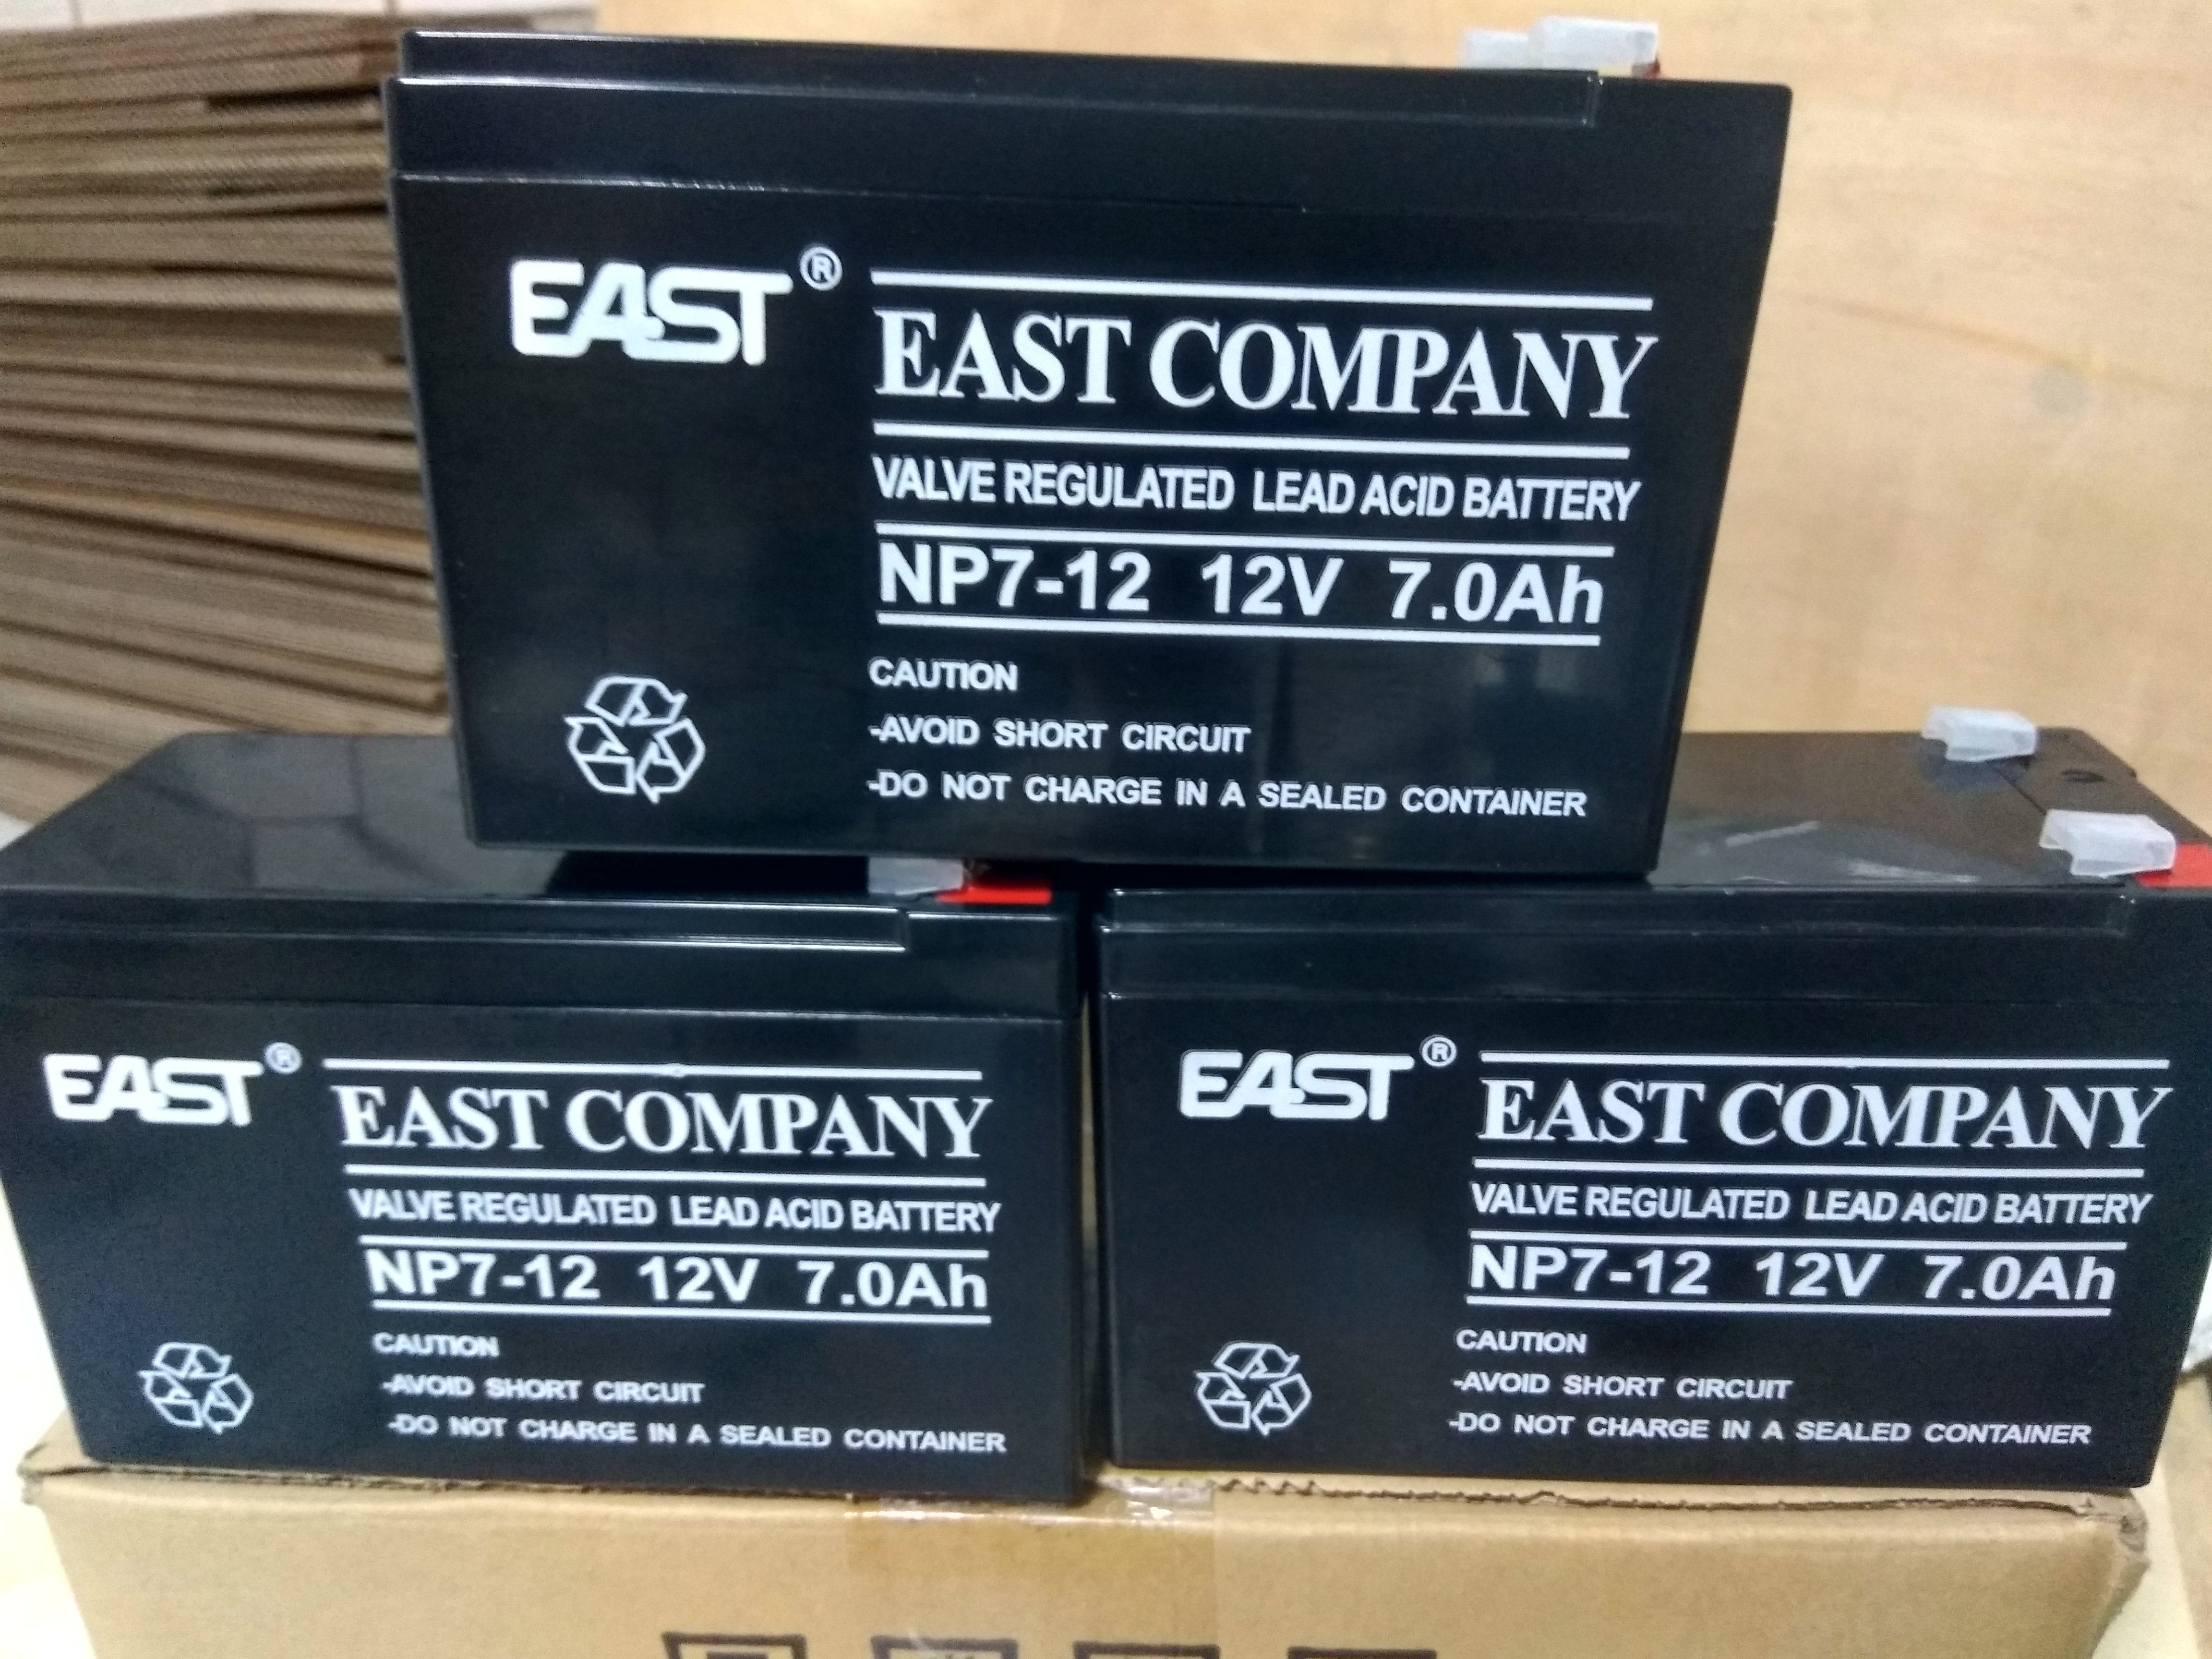 EAST®
EAST COMPANY
VALVE REGULATED LEAD ACID BATTERY
NP7-12 12V 7.0Ah
CAUTION
-AVOID SHORT CIRCUIT
-DO NOT CHARGE IN A SEALED CONTAINER
EAST®
EAST COMPANY
VALVE REGULATED LEAD ACID BATTERY
NP7-12 12V 7.0Ah
CAUTION
-AVOID SHORT CIRCUIT
-DO NOT CHARGE IN A SEALED CONTAINER
EAST®
EAST COMPANY
VALVE REGULATED LEAD ACID BATTERY
NP7-12 12V 7.0Ah
CAUTION
-AVOID SHORT CIRCUIT
-DO NOT CHARGE IN A SEALED CONTAINER